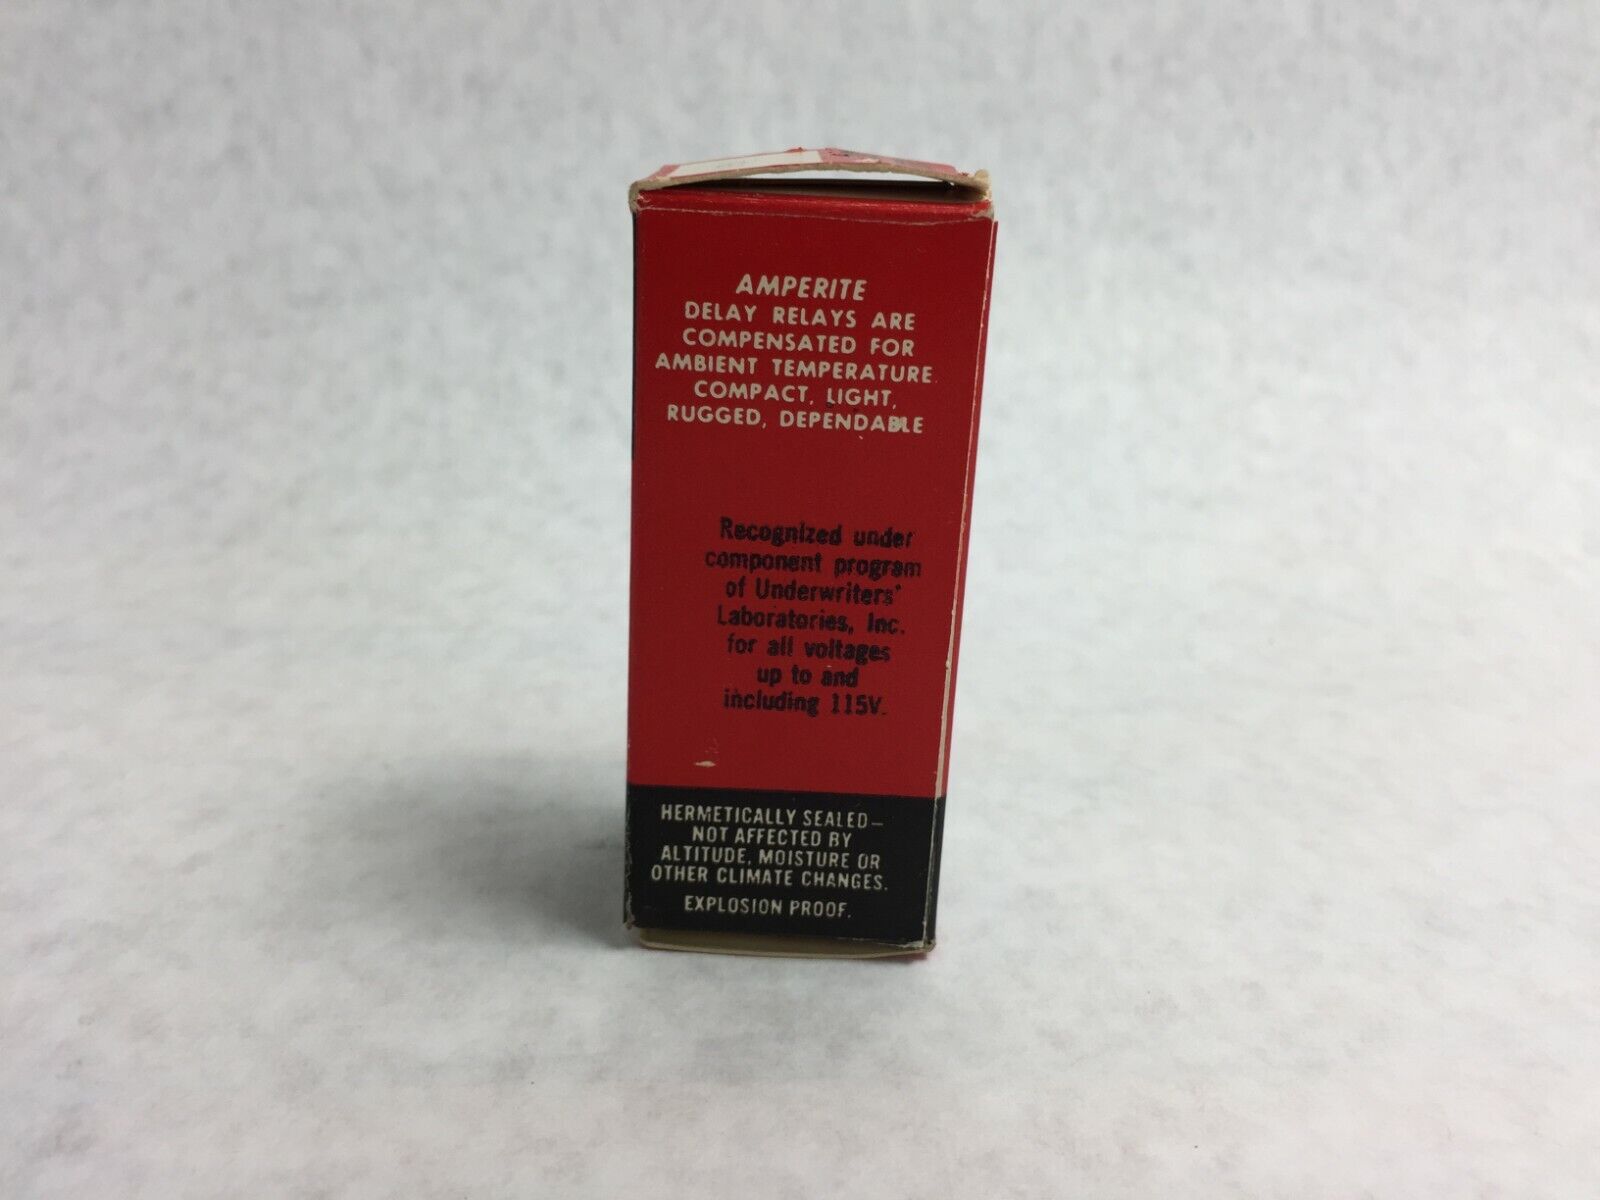 AMPERITE
DELAY RELAYS ARE
COMPENSATED FOR
AMBIENT TEMPERATURE.
COMPACT, LIGHT,
RUGGED, DEPENDABLE
Recognized under
component program
of Underwriters'
Laboratories, Inc.
for all voltages
up to and
including 115V.
HERMETICALLY SEALED—
NOT AFFECTED BY
ALTITUDE, MOISTURE OR
OTHER CLIMATE CHANGES.
EXPLOSION PROOF.